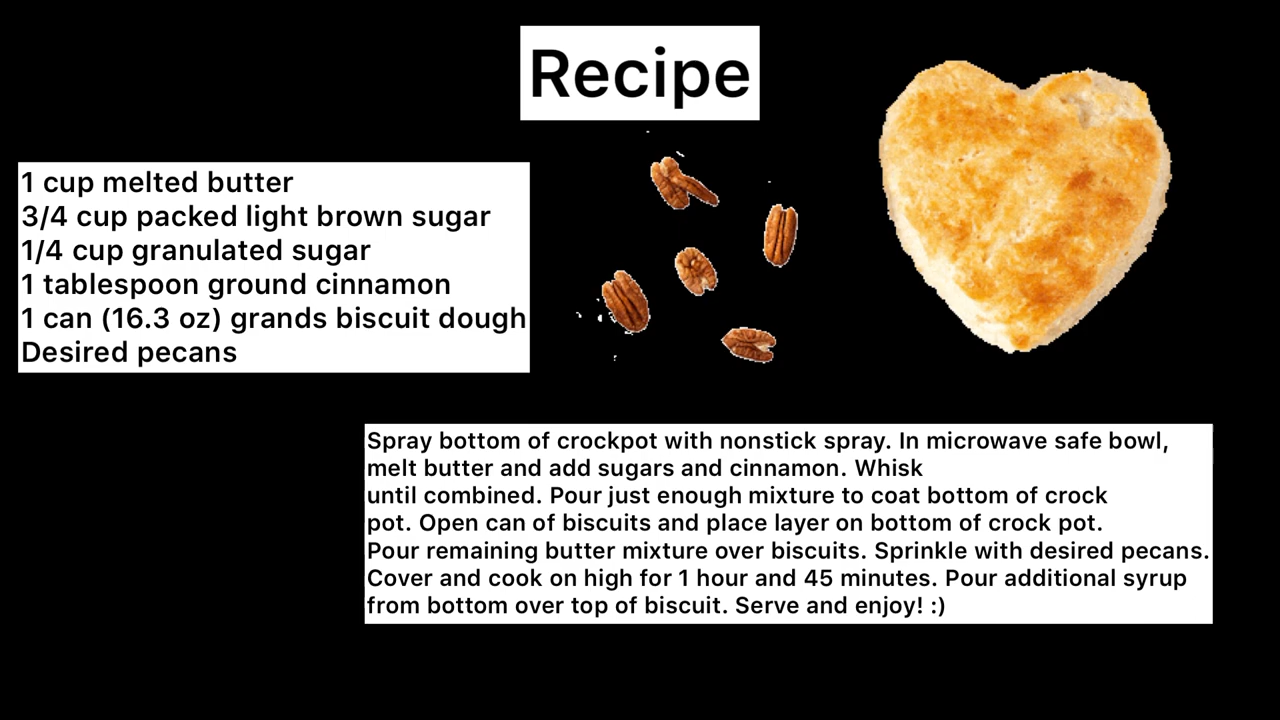 Recipe
1 cup melted butter
3/4 cup packed light brown sugar
1/4 cup granulated sugar
1 tablespoon ground cinnamon
1 can (16.3 oz) grands biscuit dough
Desired pecans
Spray bottom of crockpot with nonstick spray. In microwave safe bowl,
melt butter and add sugars and cinnamon. Whisk
until combined. Pour just enough mixture to coat bottom of crock
pot. Open can of biscuits and place layer on bottom of crock pot.
Pour remaining butter mixture over biscuits. Sprinkle with desired pecans.
Cover and cook on high for 1 hour and 45 minutes. Pour additional syrup
from bottom over top of biscuit. Serve and enjoy! :)